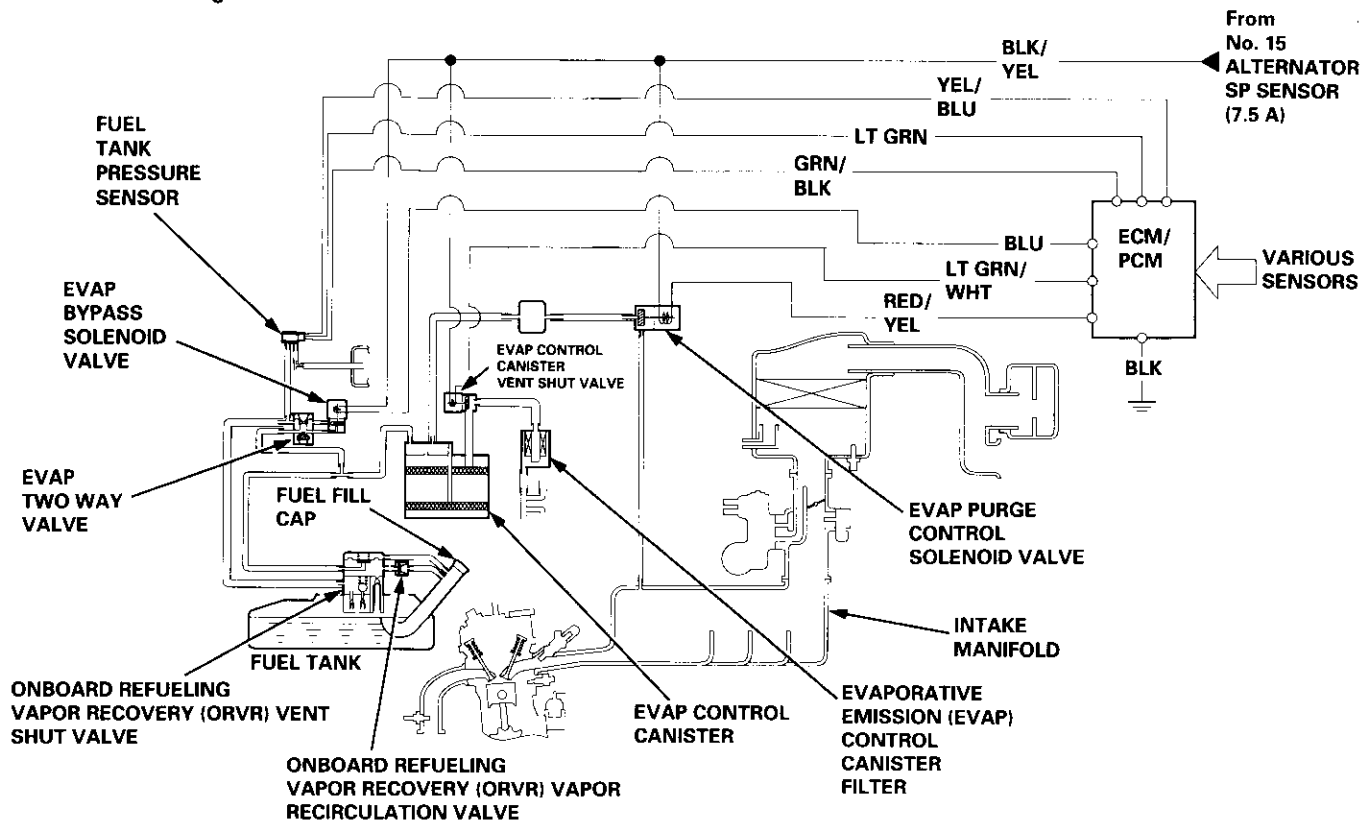 From
No. 15
ALTERNATOR
SP SENSOR
(7.5 A)
BLK/
YEL
YEL/
BLU
LT GRN
GRN/
BLK
FUEL
TANK
PRESSURE
SENSOR
BLU
LT GRN/
WHT
RED/
YEL
ECM/
PCM
VARIOUS
SENSORS
BLK
EVAP
BYPASS
SOLENOID
VALVE
EVAP CONTROL
CANISTER
VENT SHUT VALVE
EVAP
TWO WAY
VALVE
FUEL FILL
CAP
EVAP PURGE
CONTROL
SOLENOID VALVE
FUEL TANK
INTAKE
MANIFOLD
ONBOARD REFUELING
VAPOR RECOVERY (ORVR) VENT
SHUT VALVE
EVAP CONTROL
CANISTER
EVAPORATIVE
EMISSION (EVAP)
CONTROL
CANISTER
FILTER
ONBOARD REFUELING
VAPOR RECOVERY (ORVR) VAPOR
RECIRCULATION VALVE